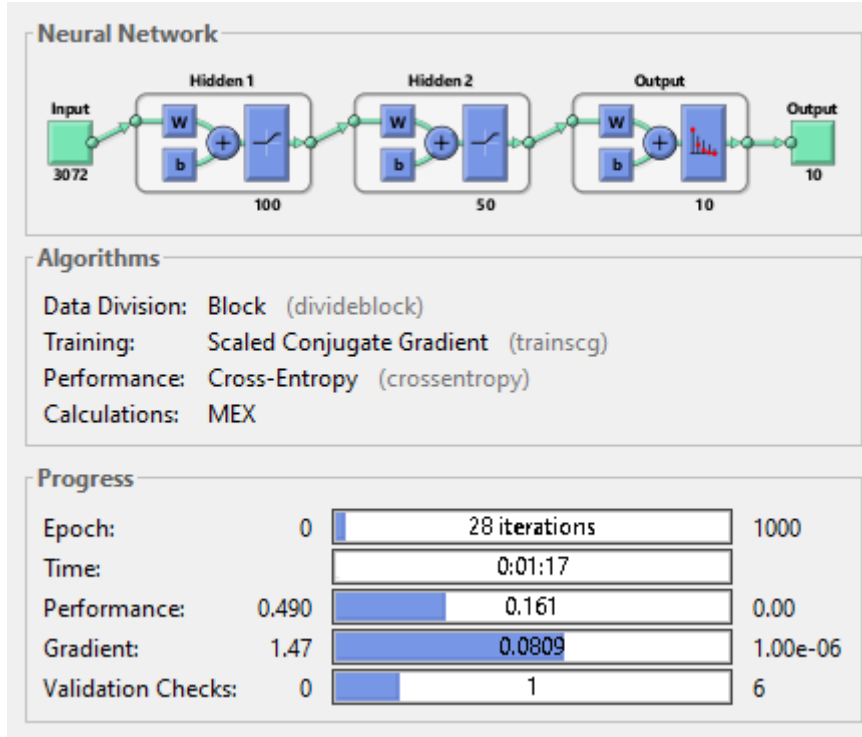 Neural Network
Hidden 1 Hidden 2 Output
Input Output
W W W
+ + +
b b b
3072 10
100 50 10
Algorithms
Data Division: Block (divideblock)
Training: Scaled Conjugate Gradient (trainscg)
Performance: Cross-Entropy (crossentropy)
Calculations: MEX
Progress
Epoch: 0 28 iterations 1000
Time: 0:01:17
Performance: 0.490 0.161 0.00
Gradient: 1.47 0.0809 1.00e-06
Validation Checks: 0 1 6